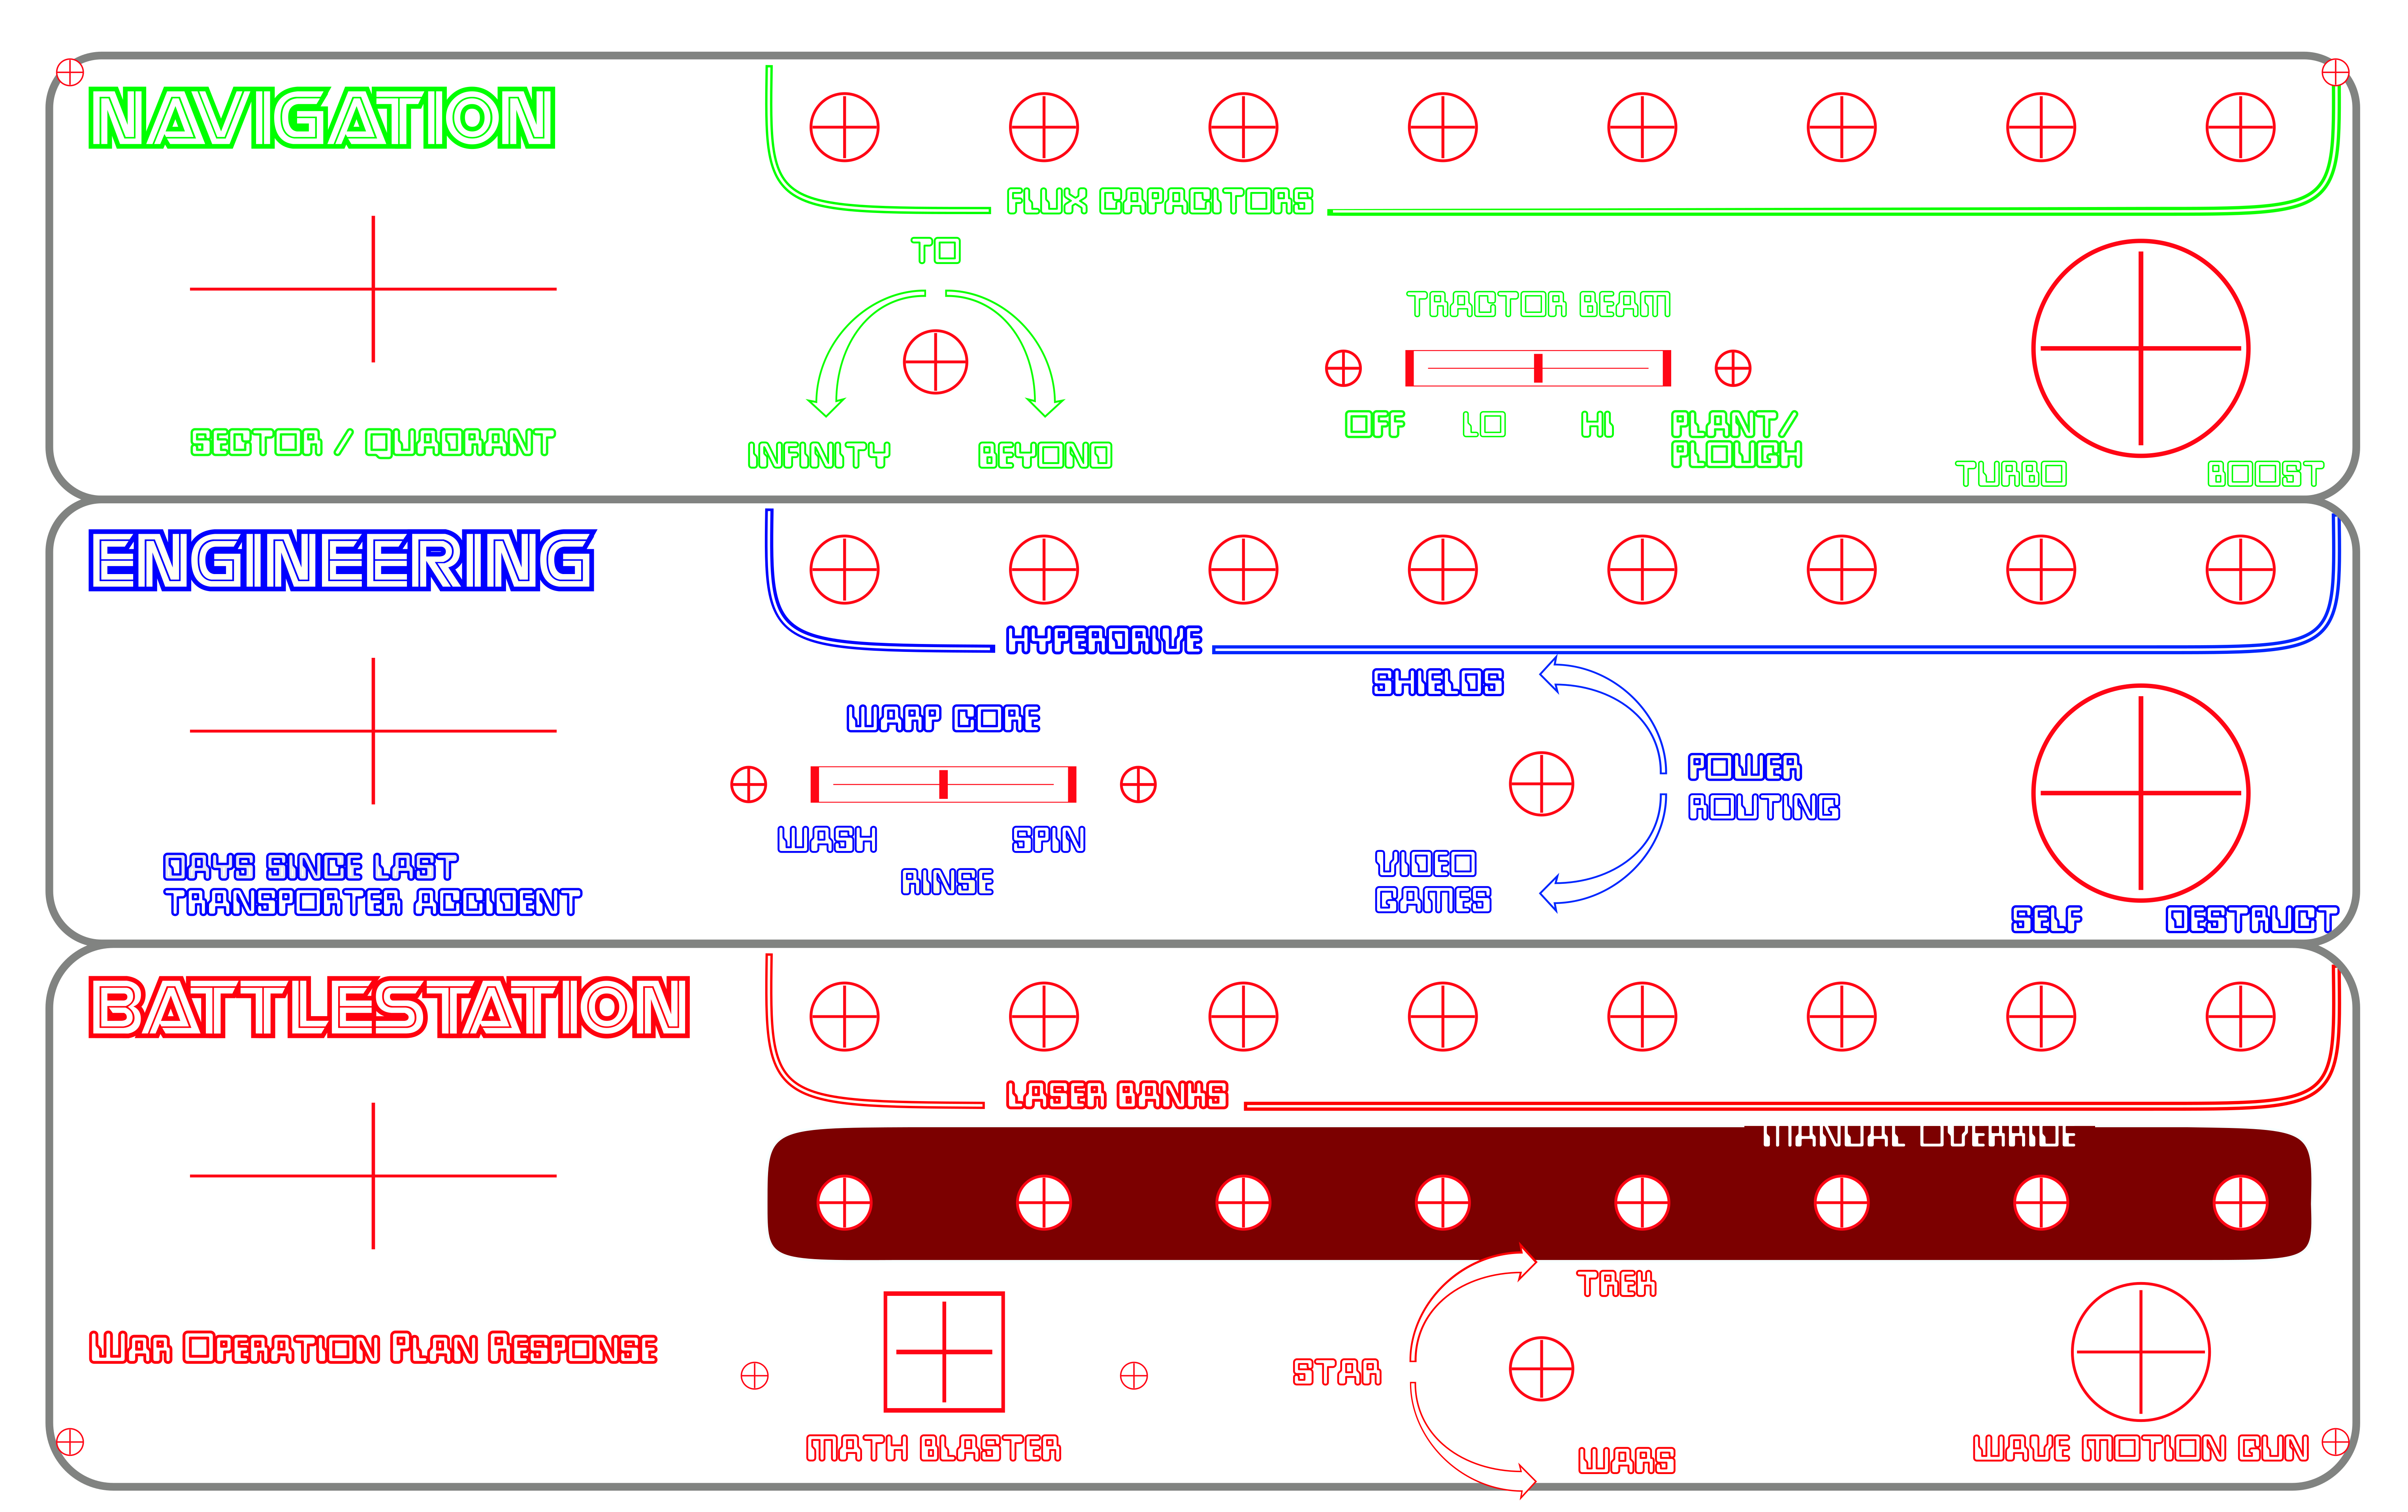 NAVIGATION
FLUX CAPACITORS
TO
INFINITY
BEYOND
TRACTOR BEAM
OFF
LO
HI
PLANT/
PLOUGH
SECTOR / QUADRANT
TURBO
BOOST
ENGINEERING
HYPERDRIVE
SHIELDS
WARP CORE
POWER
ROUTING
WASH
SPIN
RINSE
VIDEO
GAMES
DAYS SINCE LAST
TRANSPORTER ACCIDENT
SELF
DESTRUCT
BATTLESTATION
LASER BANKS
MANUAL OVERRIDE
TREK
STAR
WARS
War Operation Plan Response
MATH BLASTER
WAVE MOTION GUN